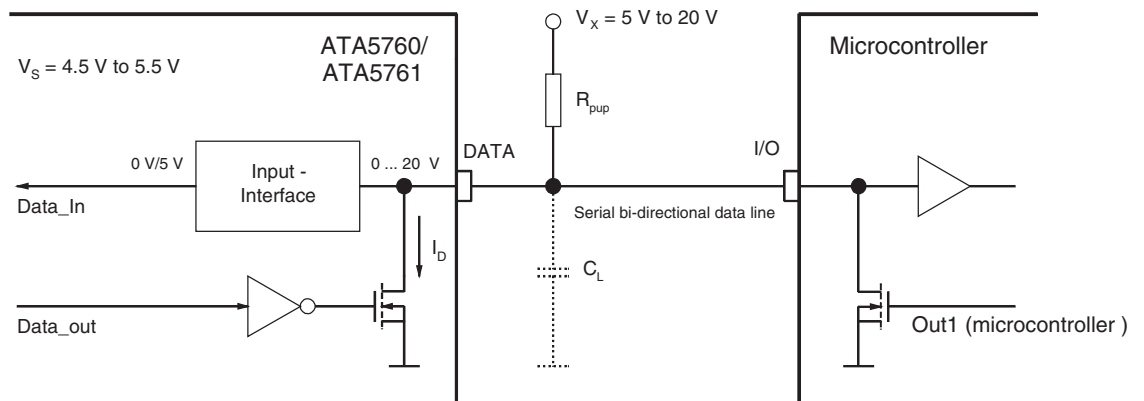 V_X = 5 V to 20 V
ATA5760/
ATA5761
Microcontroller
V_S = 4.5 V to 5.5 V
R_pup
0 V/5 V
Input -
Interface
0 ... 20 V
DATA
I/O
Data_In
Serial bi-directional data line
I_D
C_L
Data_out
Out1 (microcontroller )